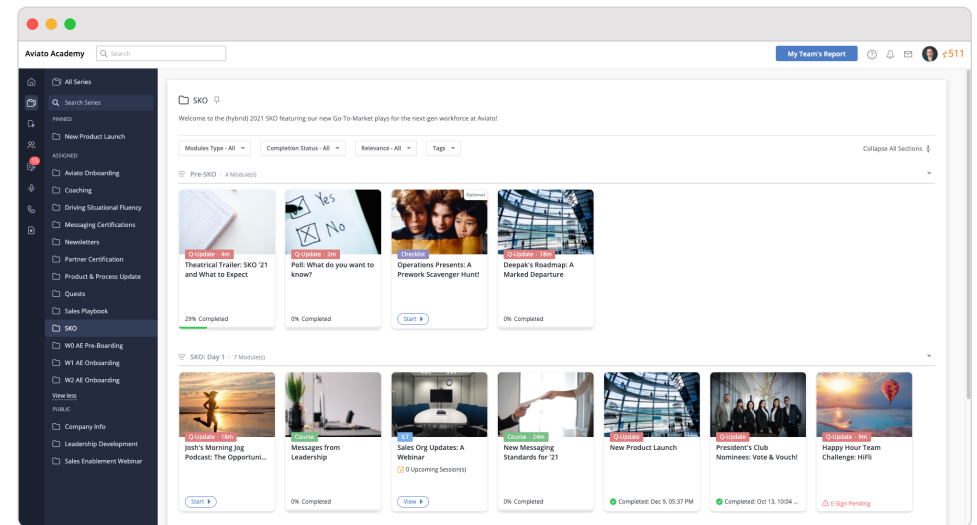 Aviato Academy
Search
My Team's Report
511
All Series
Search Series
PINNED
New Product Launch
ASSIGNED
15
Aviato Onboarding
Coaching
Driving Situational Fluency
Messaging Certifications
Newsletters
Partner Certification
Product & Process Update
Quests
Sales Playbook
SKO
W0 AE Pre-Boarding
W1 AE Onboarding
W2 AE Onboarding
View less
PUBLIC
Company Info
Leadership Development
Sales Enablement Webinar
SKO
Welcome to the (hybrid) 2021 SKO featuring our new Go-To-Market plays for the next-gen workforce at Aviato!
Modules Type - All
Completion Status - All
Relevance - All
Tags
Collapse All Sections
Pre-SKO · 4 Module(s)
Q-Update - 4m
Theatrical Trailer: SKO '21
and What to Expect
29% Completed
Yes
No
Q-Update - 2m
Poll: What do you want to
know?
0% Completed
Optional
Checklist
Operations Presents: A
Prework Scavenger Hunt!
Start
Q-Update - 18m
Deepak's Roadmap: A
Marked Departure
0% Completed
SKO: Day 1 · 7 Module(s)
Q-Update - 18m
Josh's Morning Jog
Podcast: The Opportuni...
Start
Course
Messages from
Leadership
0% Completed
ILT
Sales Org Updates: A
Webinar
0 Upcoming Session(s)
View
Course - 24m
New Messaging
Standards for '21
0% Completed
Q-Update
New Product Launch
Completed: Dec 9, 05:37 PM
Q-Update
President's Club
Nominees: Vote & Vouch!
Completed: Oct 13, 10:04 ...
Q-Update - 9m
Happy Hour Team
Challenge: HiFli
E-Sign Pending